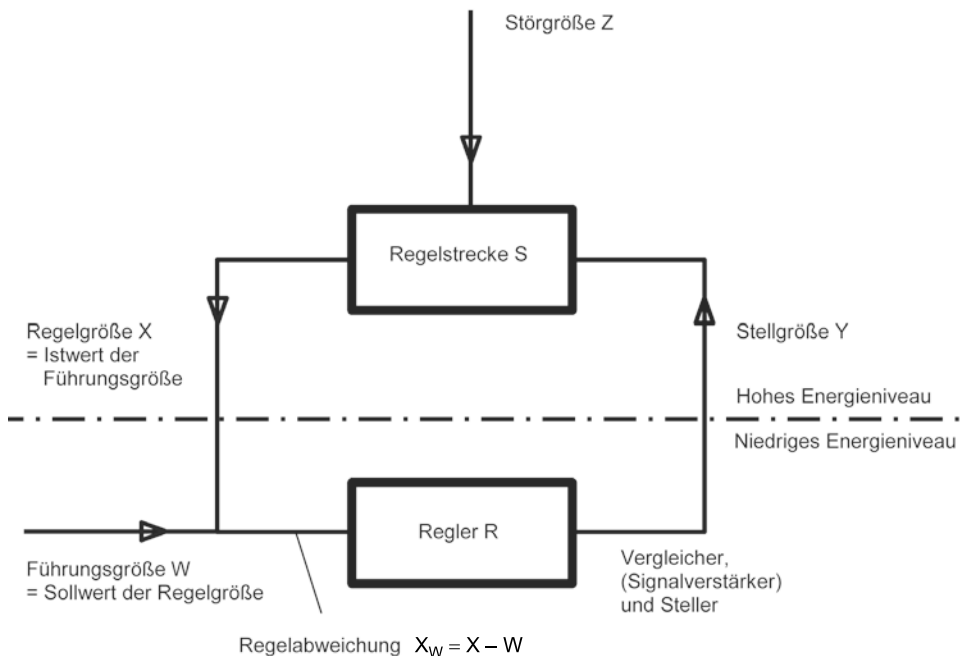 Störgröße Z
Regelstrecke S
Regelgröße X
= Istwert der
Führungsgröße
Stellgröße Y
Hohes Energieniveau
Niedriges Energieniveau
Regler R
Führungsgröße W
= Sollwert der Regelgröße
Vergleicher,
(Signalverstärker)
und Steller
Regelabweichung X_W = X – W